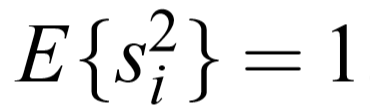 E{s_i^2} = 1